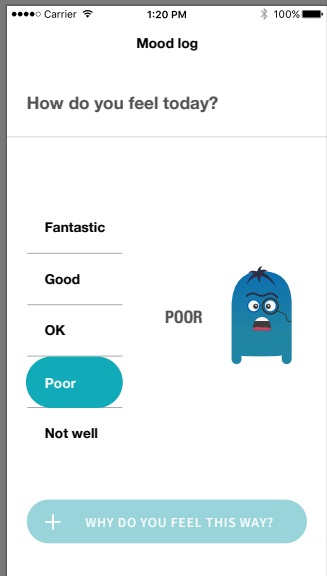 Carrier 1:20 PM 100%
Mood log
How do you feel today?
Fantastic
Good
OK
POOR
Poor
Not well
WHY DO YOU FEEL THIS WAY?